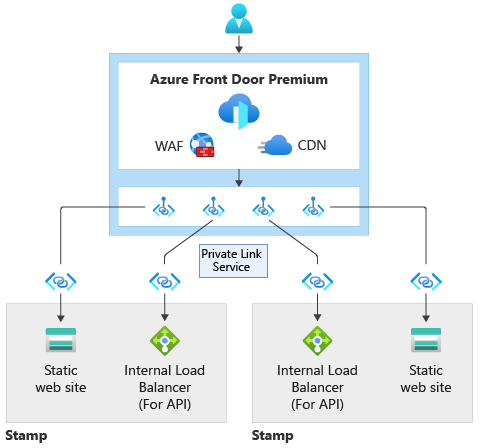 Azure Front Door Premium
WAF
CDN
Private Link
Service
Static
web site
Internal Load
Balancer
(For API)
Internal Load
Balancer
(For API)
Static
web site
Stamp
Stamp